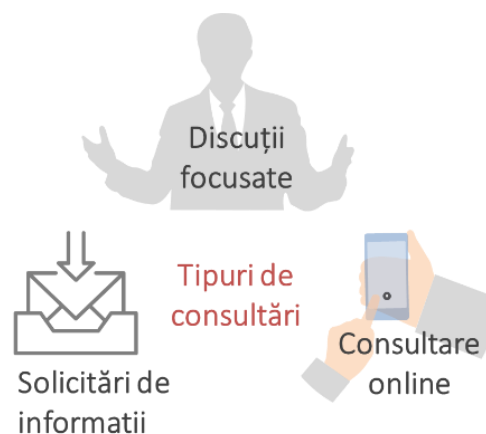 Discuții
focusate
Tipuri de
consultări
Consultare
online
Solicitări de
informatii